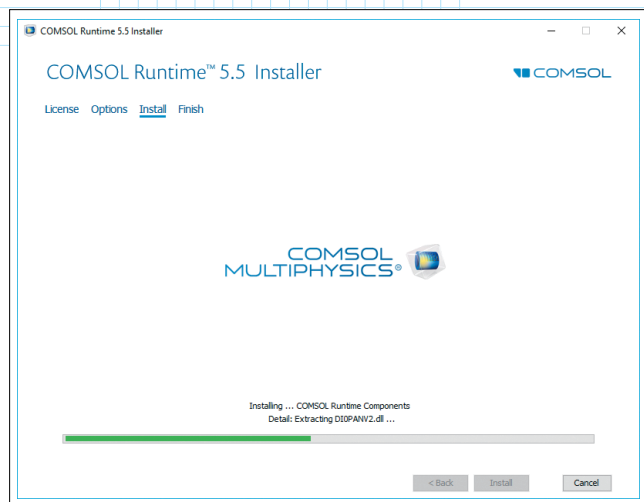 COMSOL Runtime 5.5 Installer
COMSOL Runtime™ 5.5 Installer
COMSOL
License Options Install Finish
COMSOL
MULTIPHYSICS®
Installing ... COMSOL Runtime Components
Detail: Extracting DIOPANV2.dll ...
< Back Install Cancel